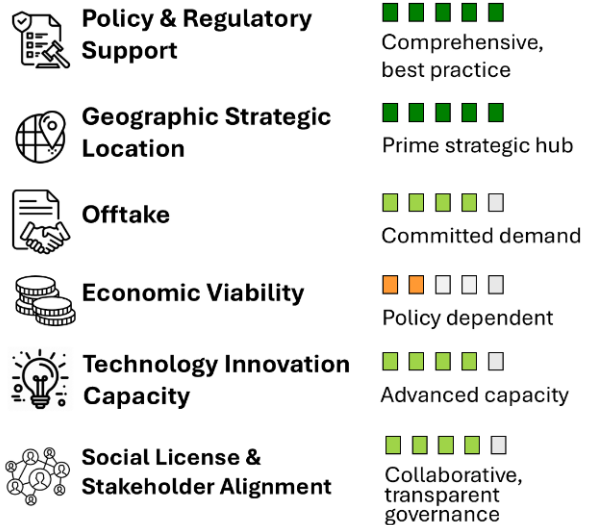 Policy & Regulatory
Support
Comprehensive,
best practice
Geographic Strategic
Location
Prime strategic hub
Offtake
Committed demand
Economic Viability
Policy dependent
Technology Innovation
Capacity
Advanced capacity
Social License &
Stakeholder Alignment
Collaborative,
transparent
governance